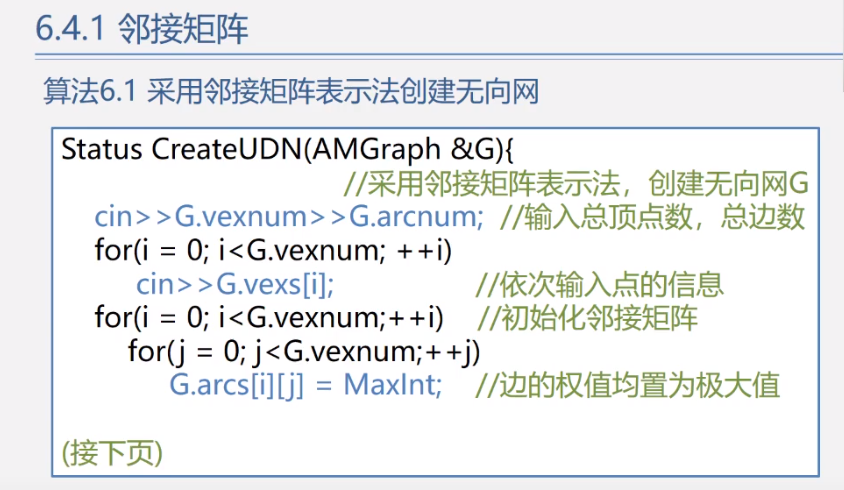 6.4.1 邻接矩阵
算法6.1 采用邻接矩阵表示法创建无向网
Status CreateUDN(AMGraph &G){
//采用邻接矩阵表示法，创建无向网G
cin>>G.vexnum>>G.arcnum; //输入总顶点数，总边数
for(i = 0; i<G.vexnum; ++i)
cin>>G.vexs[i]; //依次输入点的信息
for(i = 0; i<G.vexnum;++i) //初始化邻接矩阵
for(j = 0; j<G.vexnum;++j)
G.arcs[i][j] = MaxInt; //边的权值均置为极大值
(接下页)